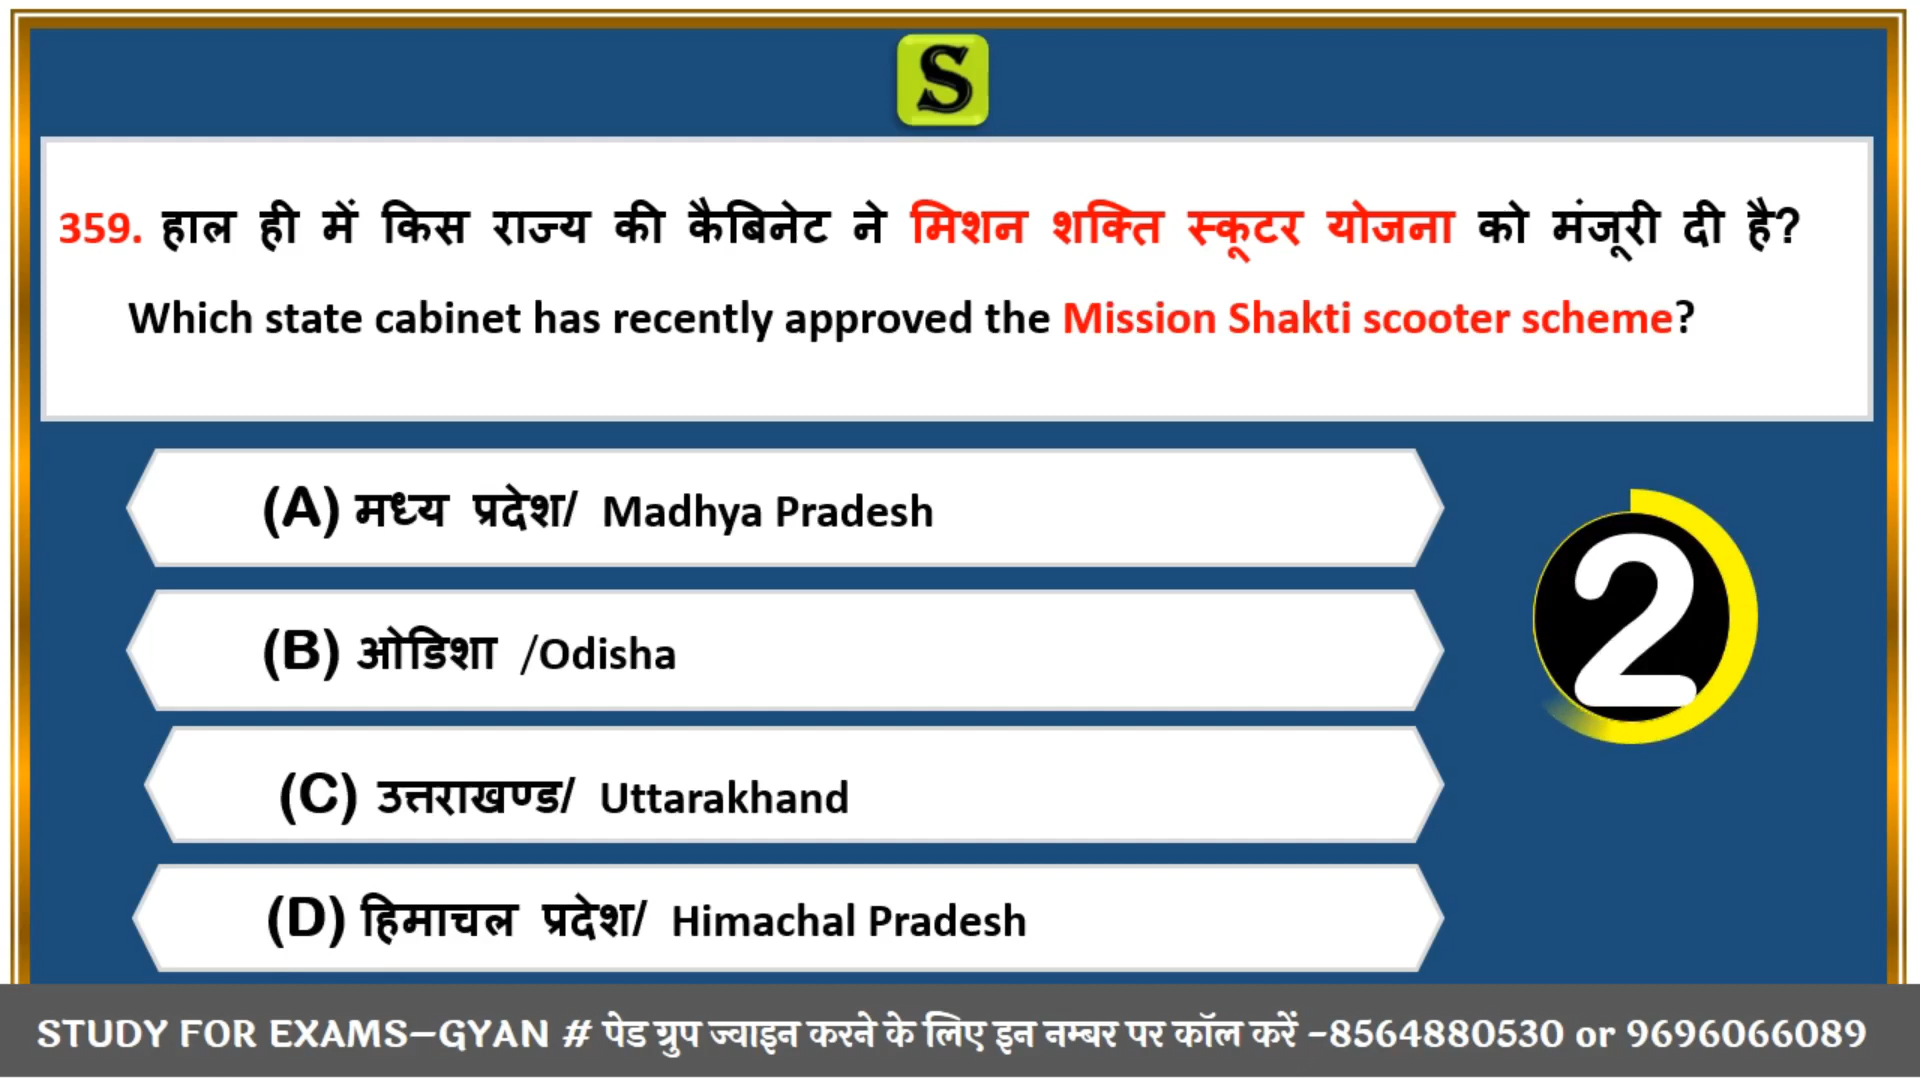 S
359. हाल ही में किस राज्य की कैबिनेट ने मिशन शक्ति स्कूटर योजना को मंजूरी दी है?
Which state cabinet has recently approved the Mission Shakti scooter scheme?
(A) मध्य प्रदेश/ Madhya Pradesh
(B) ओडिशा /Odisha
2
(C) उत्तराखण्ड/ Uttarakhand
(D) हिमाचल प्रदेश/ Himachal Pradesh
STUDY FOR EXAMS–GYAN # पेड ग्रुप ज्वाइन करने के लिए इन नम्बर पर कॉल करें –8564880530 or 9696066089